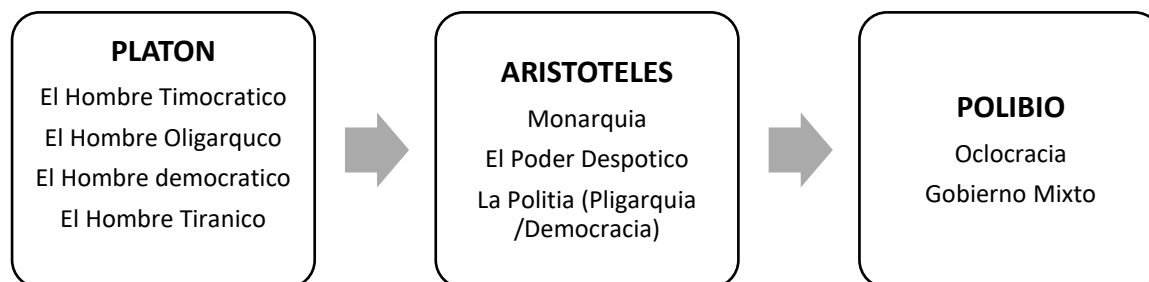 PLATON
El Hombre Timocratico
El Hombre Oligarquco
El Hombre democratico
El Hombre Tiranico
ARISTOTELES
Monarquia
El Poder Despotico
La Politia (Pligarquia
/Democracia)
POLIBIO
Oclocracia
Gobierno Mixto